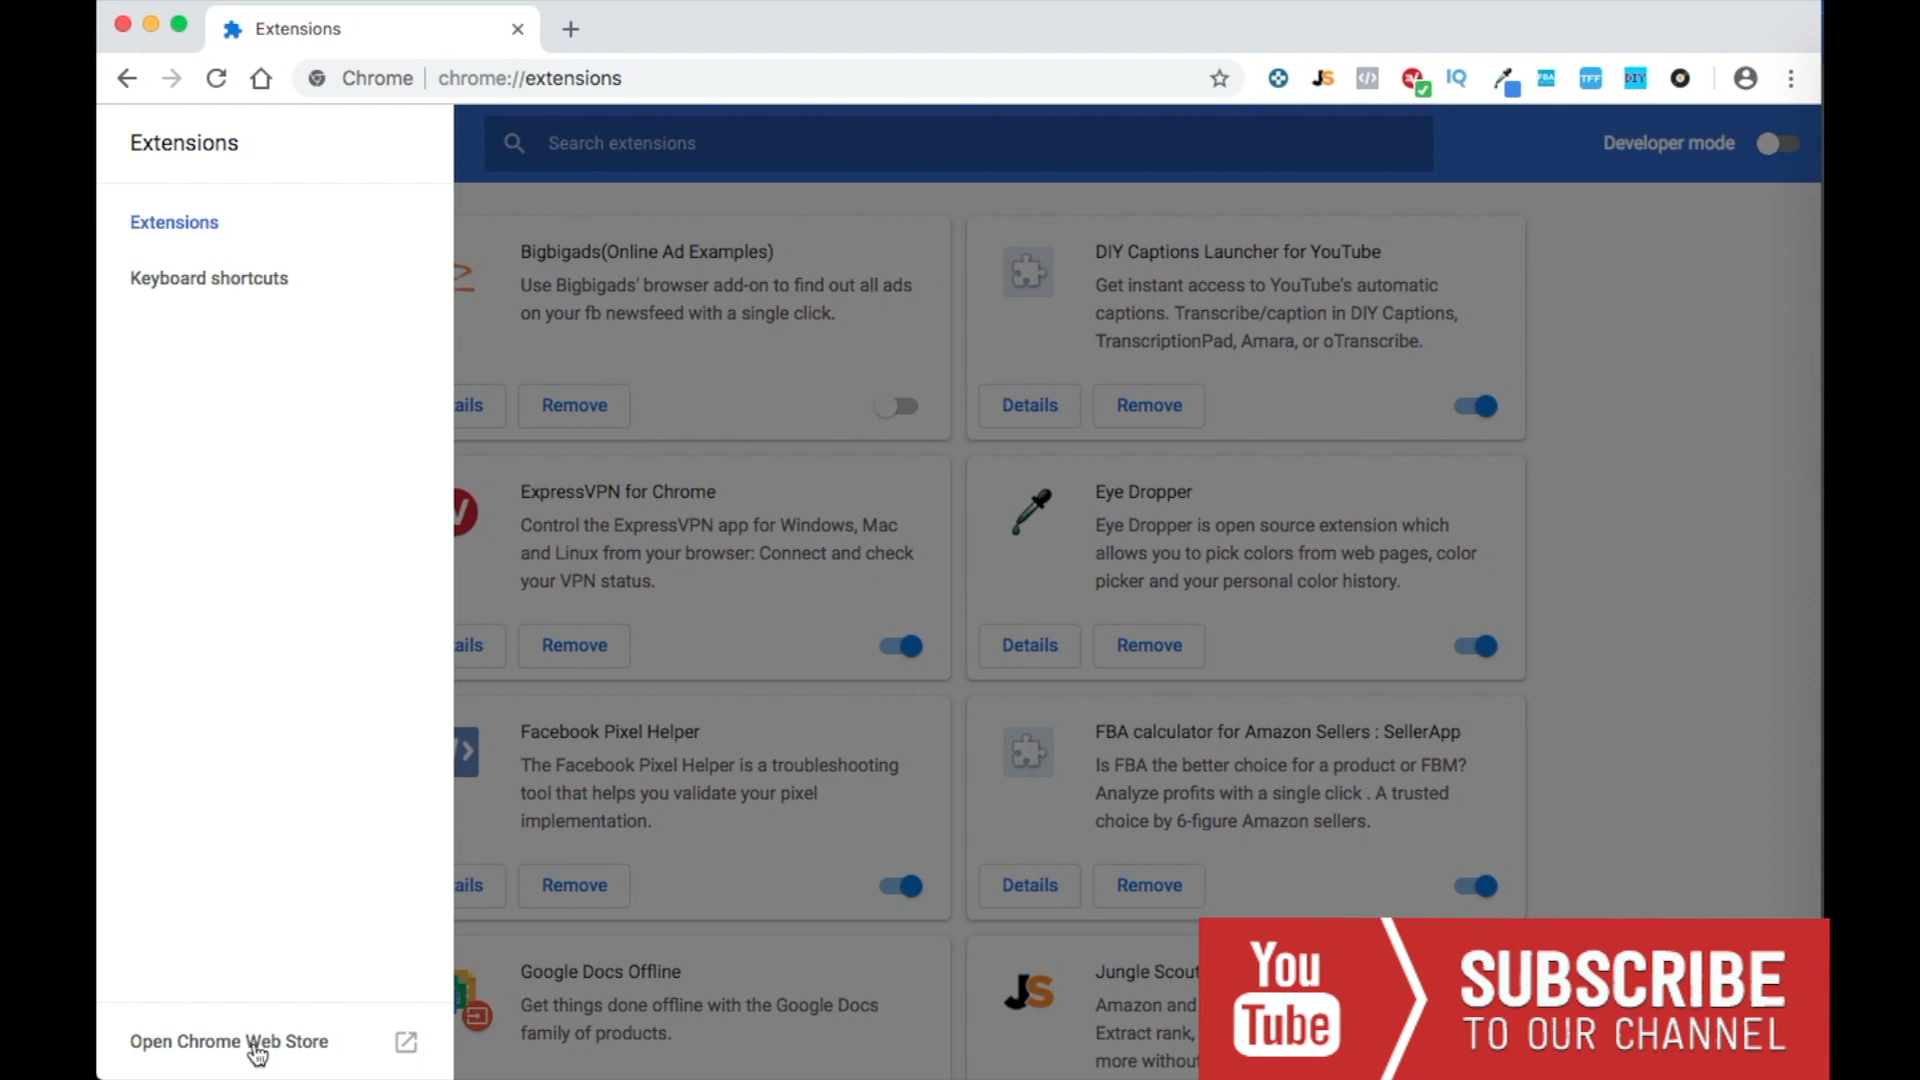 Extensions
Chrome
chrome://extensions
JS
IQ
FBA
TFF
DIY
Extensions
Search extensions
Developer mode
Extensions
Keyboard shortcuts
Bigbigads(Online Ad Examples)
Use Bigbigads' browser add-on to find out all ads
on your fb newsfeed with a single click.
ails
Remove
DIY Captions Launcher for YouTube
Get instant access to YouTube's automatic
captions. Transcribe/caption in DIY Captions,
TranscriptionPad, Amara, or oTranscribe.
Details
Remove
ExpressVPN for Chrome
Control the ExpressVPN app for Windows, Mac
and Linux from your browser: Connect and check
your VPN status.
ails
Remove
Eye Dropper
Eye Dropper is open source extension which
allows you to pick colors from web pages, color
picker and your personal color history.
Details
Remove
Facebook Pixel Helper
The Facebook Pixel Helper is a troubleshooting
tool that helps you validate your pixel
implementation.
ails
Remove
FBA calculator for Amazon Sellers : SellerApp
Is FBA the better choice for a product or FBM?
Analyze profits with a single click . A trusted
choice by 6-figure Amazon sellers.
Details
Remove
Google Docs Offline
Get things done offline with the Google Docs
family of products.
JS
Jungle Scout
Amazon and
Extract rank,
more without
Open Chrome Web Store
You
Tube
SUBSCRIBE
TO OUR CHANNEL